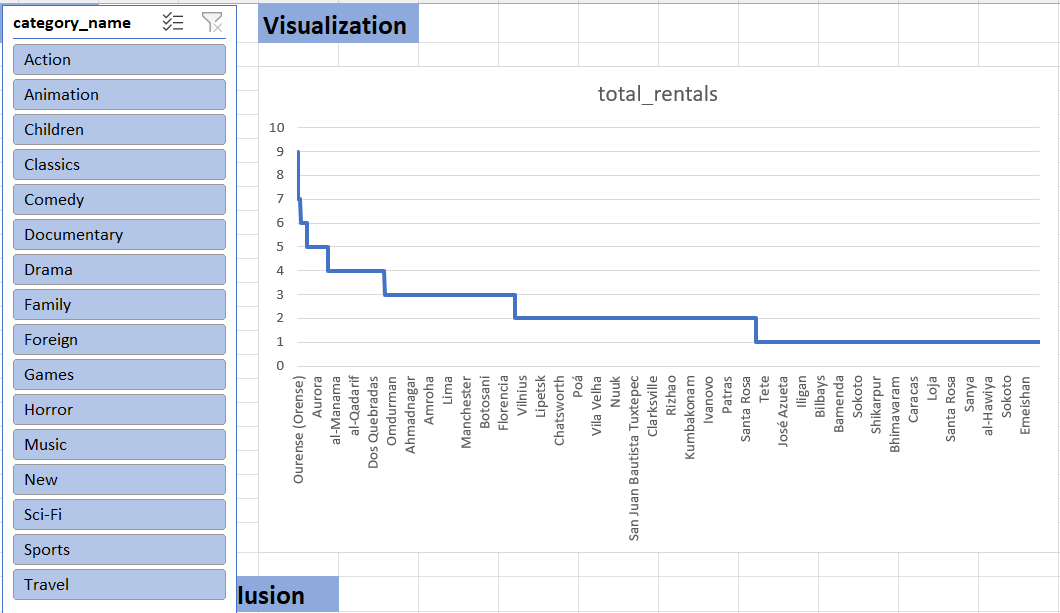 category_name
Action
Animation
Children
Classics
Comedy
Documentary
Drama
Family
Foreign
Games
Horror
Music
New
Sci-Fi
Sports
Travel
Visualization
total_rentals
10
9
8
7
6
5
4
3
2
1
0
Ourense (Orense)
Aurora
al-Manama
al-Qadarif
Dos Quebradas
Omdurman
Ahmadnagar
Amroha
Lima
Manchester
Botosani
Florencia
Vilnius
Lipetsk
Chatsworth
Poá
Vila Velha
Nuuk
San Juan Bautista Tuxtepec
Clarksville
Rizhao
Kumbakonam
Ivanovo
Patras
Santa Rosa
Tete
José Azueta
Iligan
Bilbays
Bamenda
Sokoto
Shikarpur
Bhimavaram
Caracas
Loja
Santa Rosa
Sanya
al-Hawiya
Sokoto
Emeishan
lusion